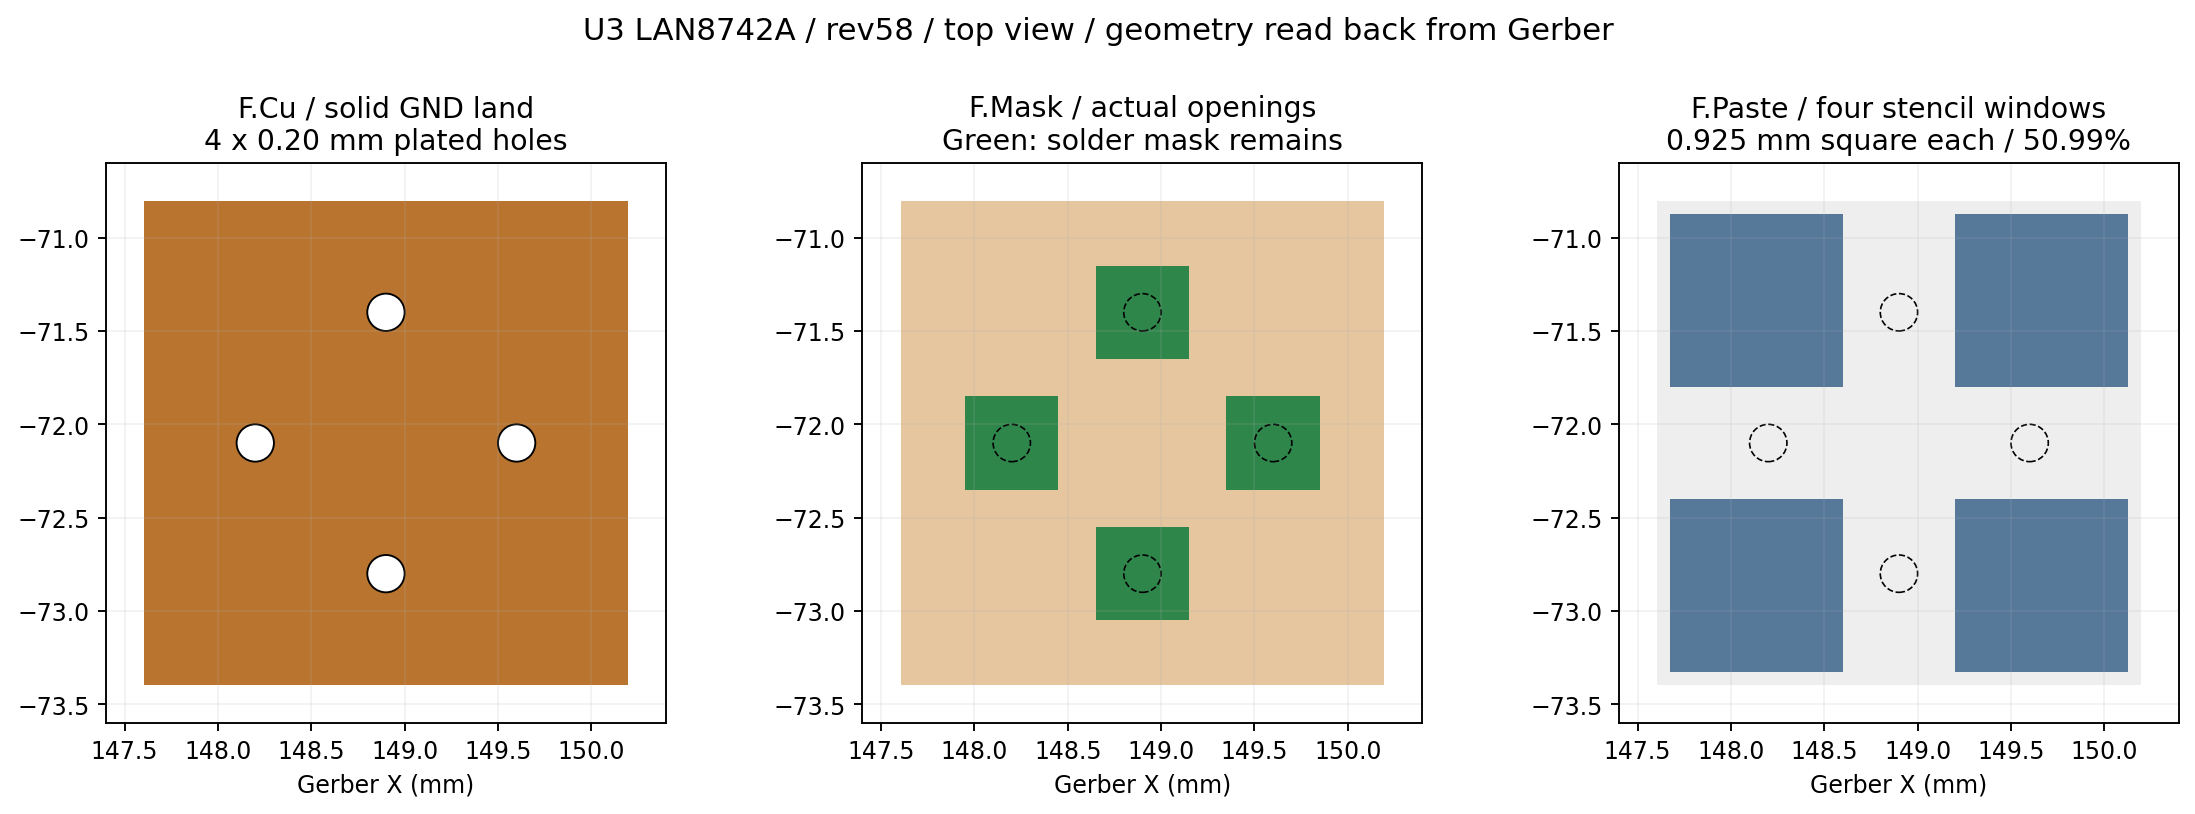 U3 LAN8742A / rev58 / top view / geometry read back from Gerber
F.Cu / solid GND land
4 x 0.20 mm plated holes
−71.0
−71.5
−72.0
−72.5
−73.0
−73.5
147.5 148.0 148.5 149.0 149.5 150.0
Gerber X (mm)
F.Mask / actual openings
Green: solder mask remains
−71.0
−71.5
−72.0
−72.5
−73.0
−73.5
147.5 148.0 148.5 149.0 149.5 150.0
Gerber X (mm)
F.Paste / four stencil windows
0.925 mm square each / 50.99%
−71.0
−71.5
−72.0
−72.5
−73.0
−73.5
147.5 148.0 148.5 149.0 149.5 150.0
Gerber X (mm)